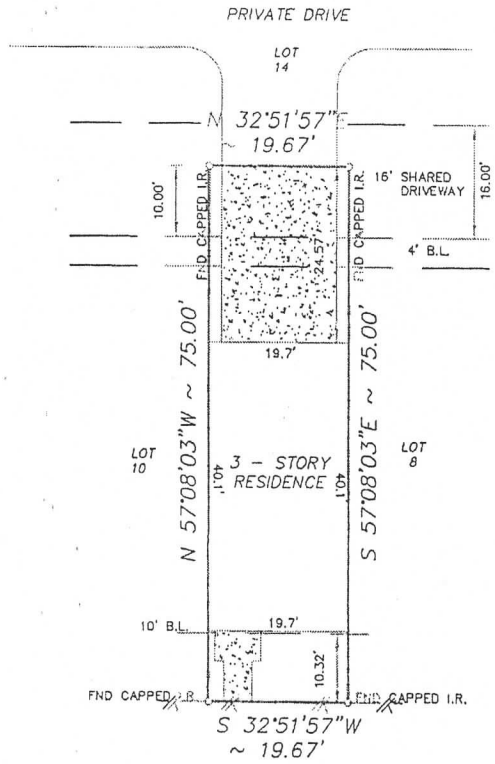 PRIVATE DRIVE
LOT
14
N 32°51'57"E
~ 19.67'
10.00'
FND CAPPED I.R.
FND CAPPED I.R.
16' SHARED
DRIVEWAY
16.00'
4' B.L.
24.57'
19.7'
N 57°08'03"W ~ 75.00'
S 57°08'03"E ~ 75.00'
LOT
10
40.1'
3 - STORY
RESIDENCE
40.1'
LOT
8
10' B.L.
19.7'
10.32'
FND CAPPED I.R.
FND CAPPED I.R.
S 32°51'57"W
~ 19.67'